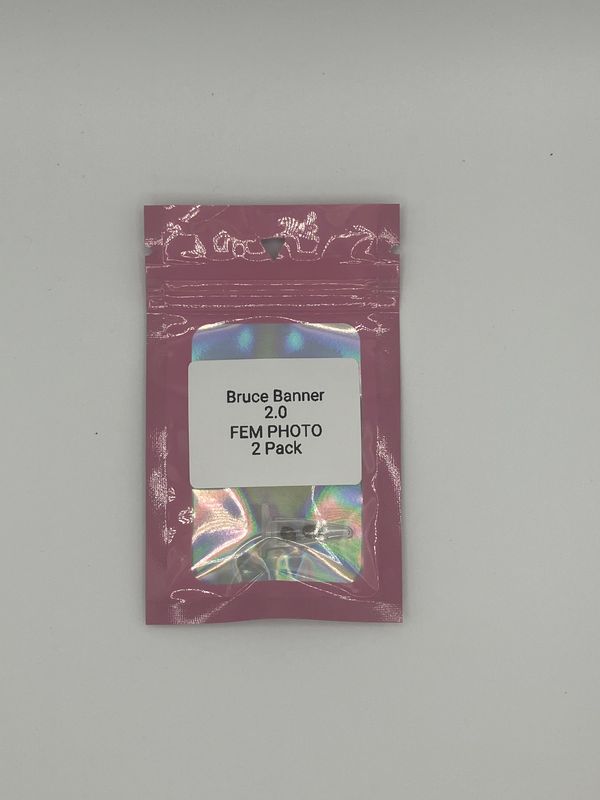 Bruce Banner
2.0
FEM PHOTO
2 Pack